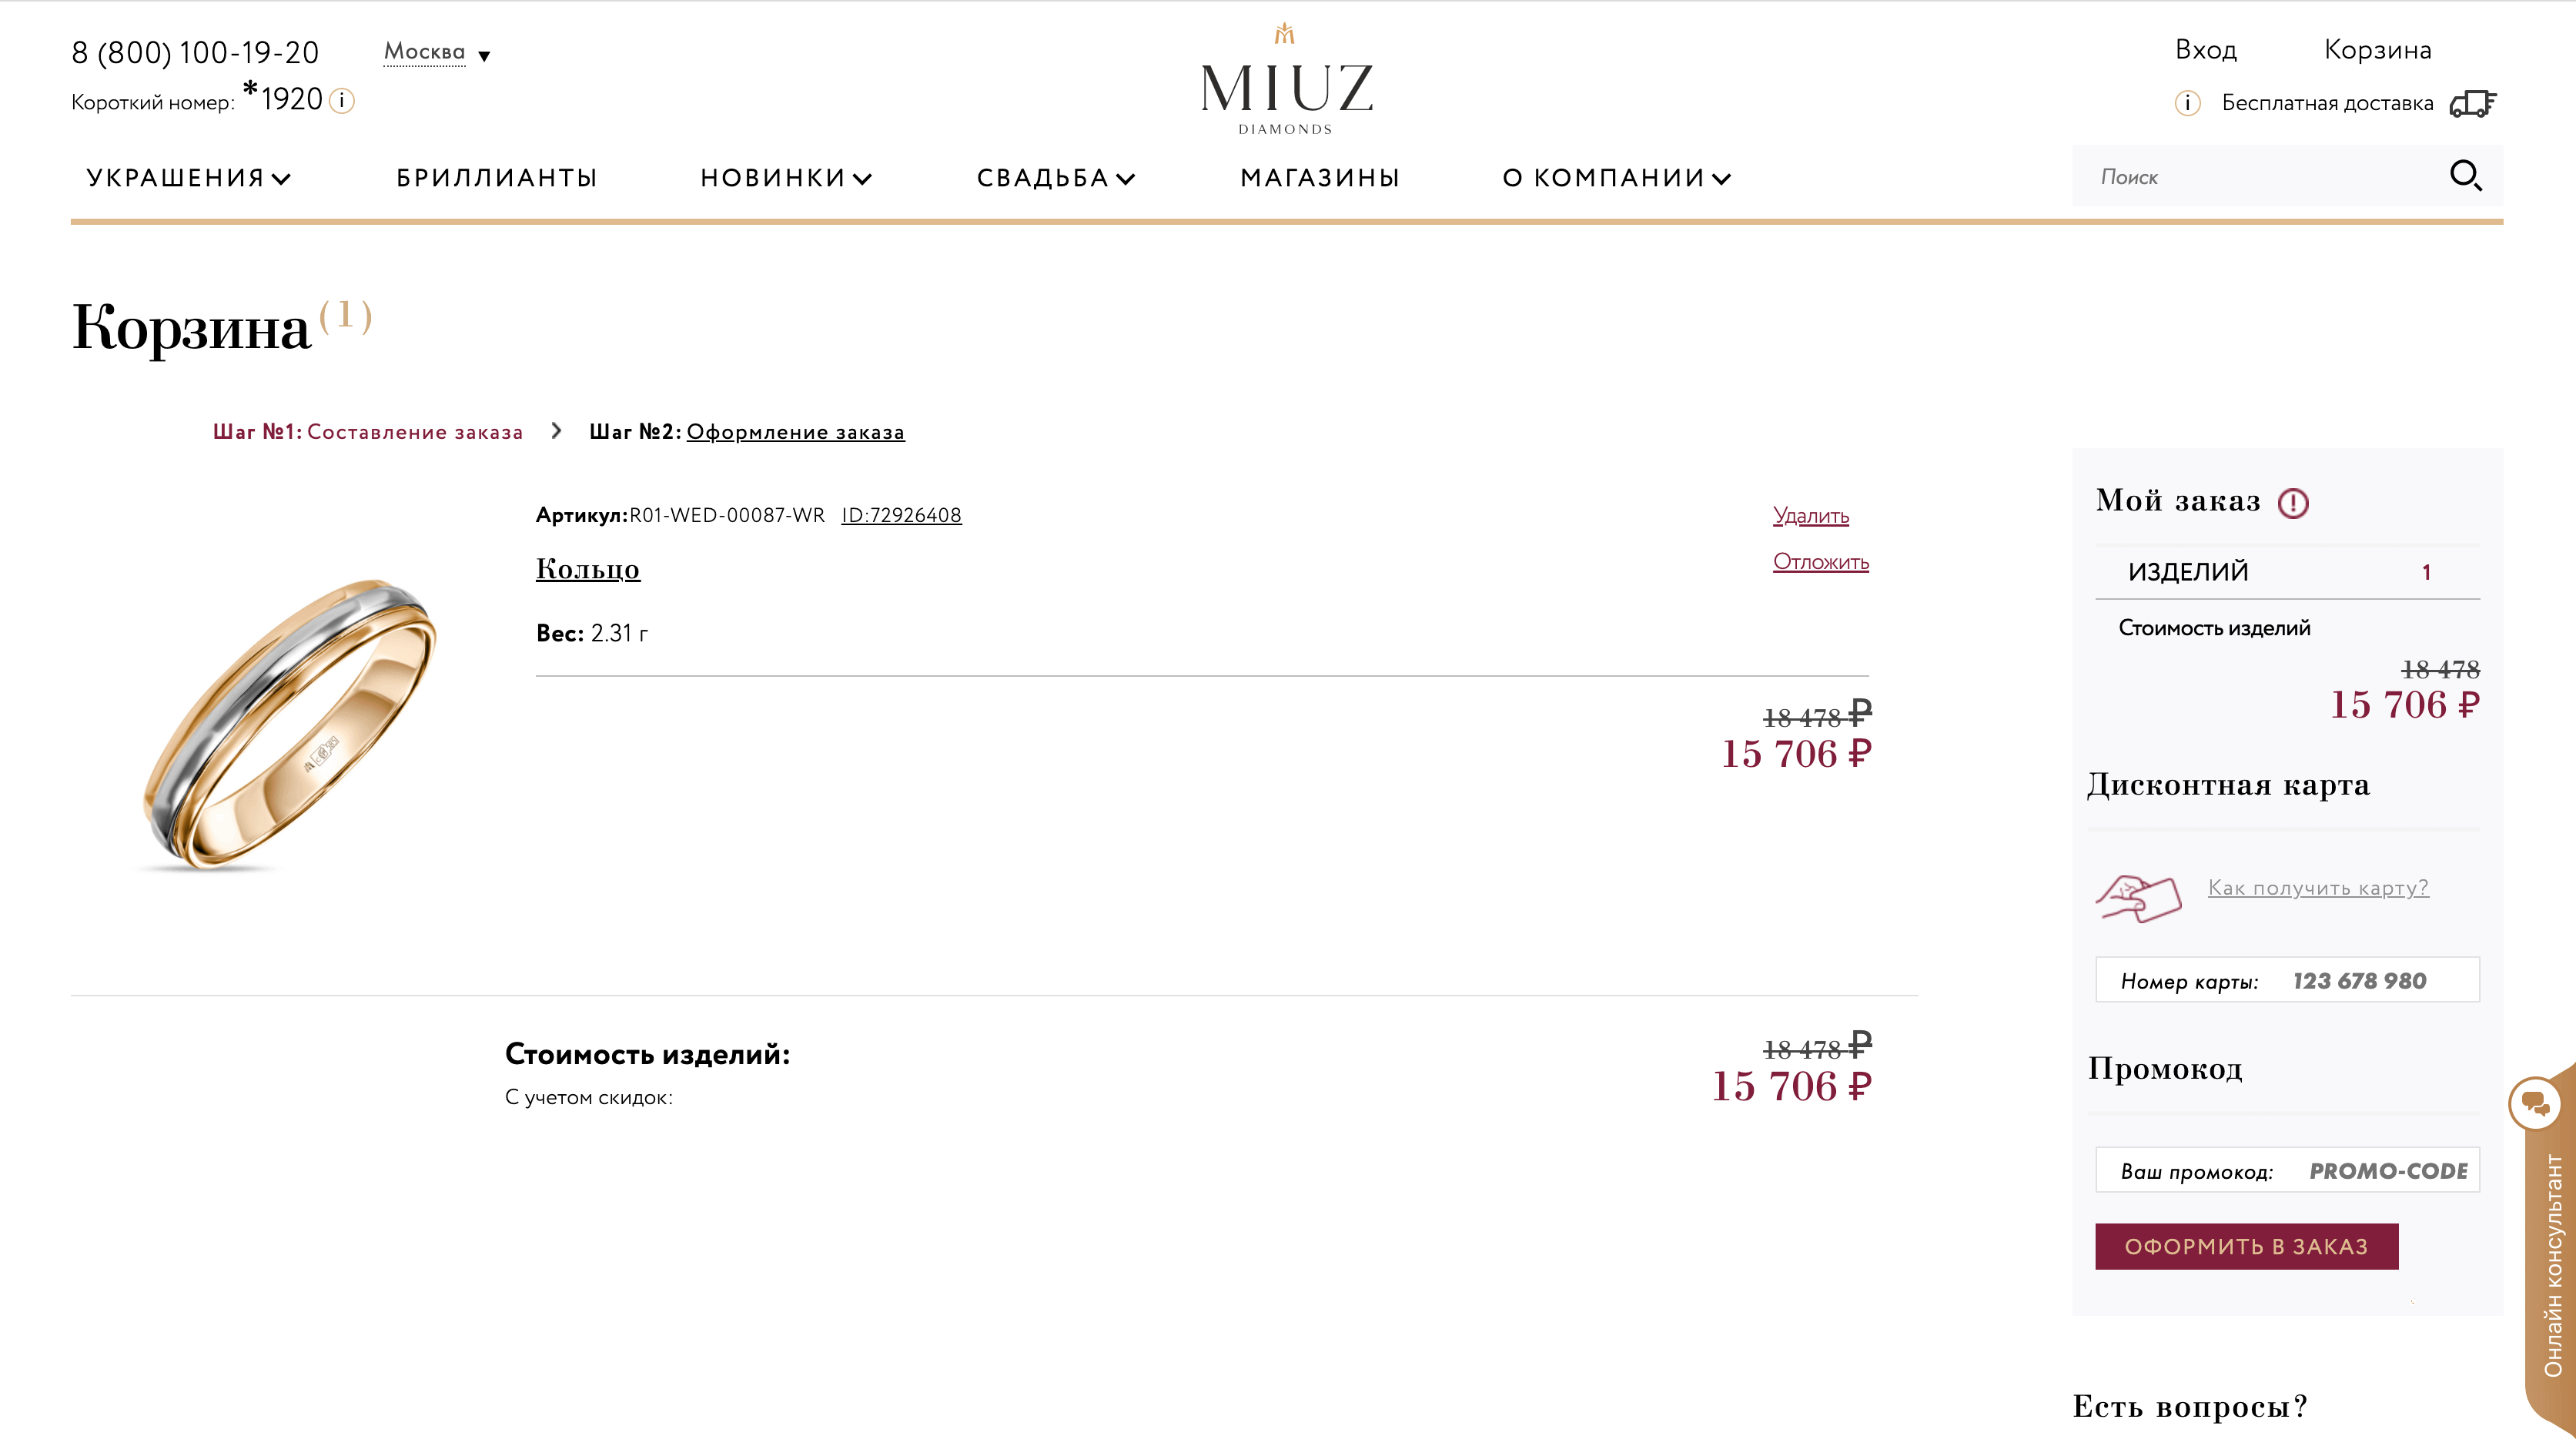 8 (800) 100-19-20
Москва
Короткий номер: *1920 i
MIUZ
DIAMONDS
Вход
Корзина
i Бесплатная доставка
УКРАШЕНИЯ
БРИЛЛИАНТЫ
НОВИНКИ
СВАДЬБА
МАГАЗИНЫ
О КОМПАНИИ
Поиск
Корзина (1)
Шаг №1: Составление заказа
Шаг №2: Оформление заказа
Артикул:R01-WED-00087-WR ID:72926408
Кольцо
Вес: 2.31 г
Удалить
Отложить
18 478 ₽
15 706 ₽
Стоимость изделий:
С учетом скидок:
18 478 ₽
15 706 ₽
Мой заказ
ИЗДЕЛИЙ 1
Стоимость изделий
18 478
15 706 ₽
Дисконтная карта
Как получить карту?
Номер карты: 123 678 980
Промокод
Ваш промокод: PROMO-CODE
ОФОРМИТЬ В ЗАКАЗ
Есть вопросы?
Онлайн консультант